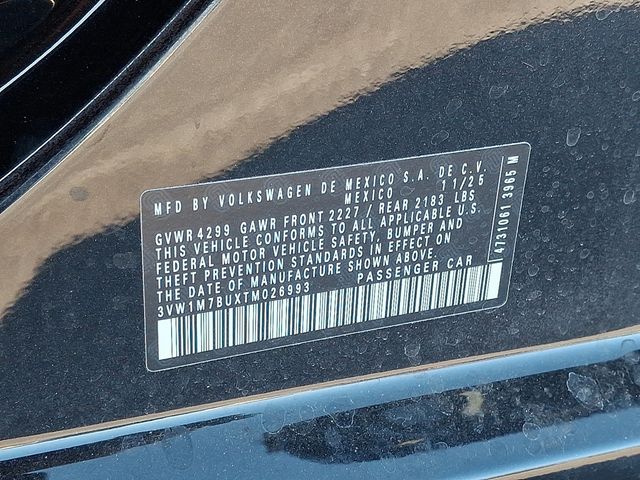 MFD BY VOLKSWAGEN DE MEXICO S.A. DE C.V.
MEXICO 11/25
GVWR 4299 GAWR FRONT 2227 / REAR 2183 LBS
THIS VEHICLE CONFORMS TO ALL APPLICABLE U.S.
FEDERAL MOTOR VEHICLE SAFETY, BUMPER AND
THEFT PREVENTION STANDARDS IN EFFECT ON
THE DATE OF MANUFACTURE SHOWN ABOVE.
3VW1M7BUXTM026993 PASSENGER CAR
4731061 3965 M